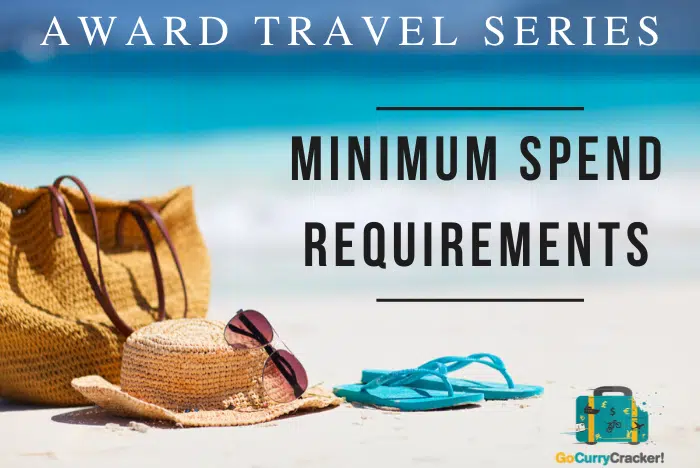 AWARD TRAVEL SERIES
MINIMUM SPEND
REQUIREMENTS
GoCurryCracker!